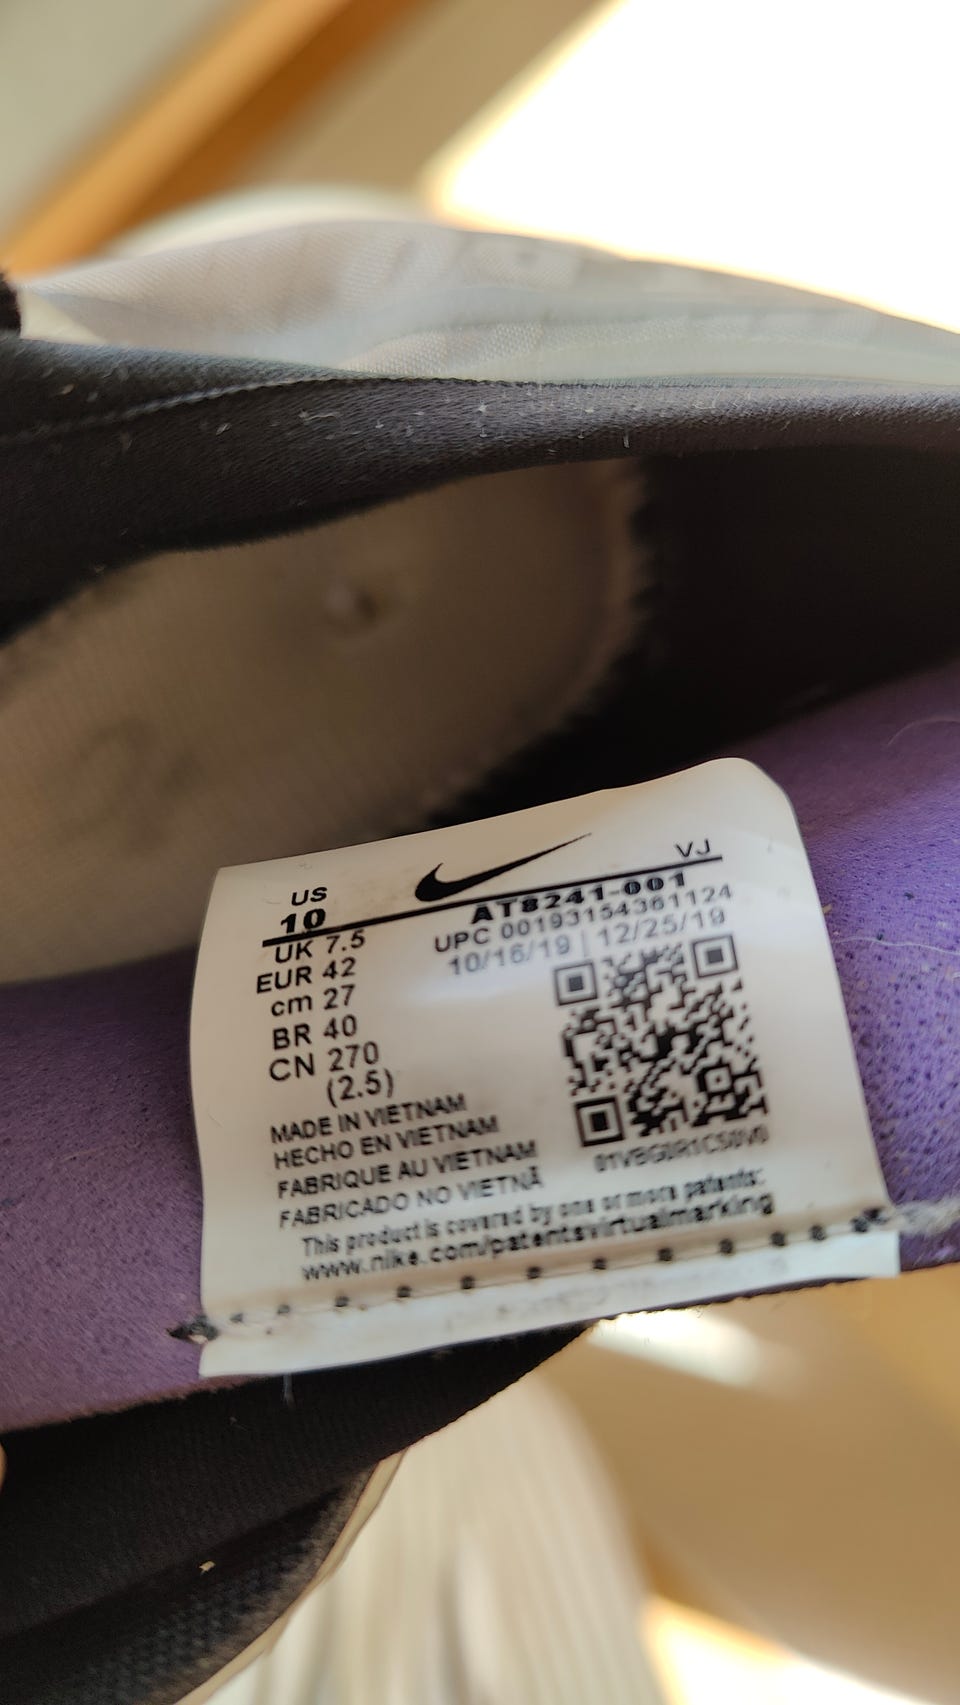 VJ
US
10
AT8241-001
UK 7.5
UPC 00193154361124
EUR 42
10/16/19 | 12/25/19
cm 27
BR 40
CN 270
(2.5)
MADE IN VIETNAM
HECHO EN VIETNAM
FABRIQUE AU VIETNAM
FABRICADO NO VIETNÃ
This product is covered by one or more patents:
www.nike.com/patentsvirtualmarking